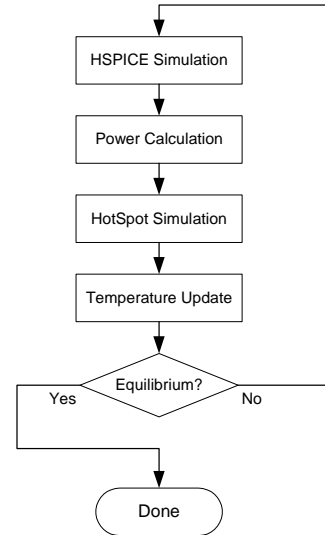 HSPICE Simulation
Power Calculation
HotSpot Simulation
Temperature Update
Equilibrium?
Yes
No
Done